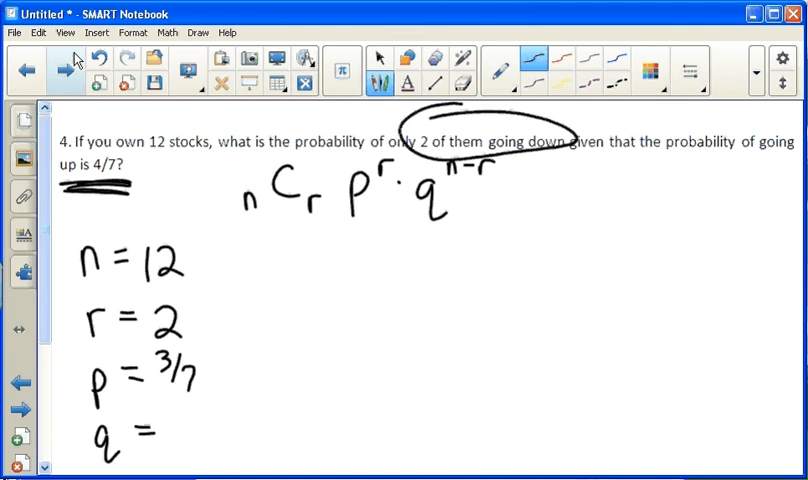 Untitled * - SMART Notebook
File Edit View Insert Format Math Draw Help
4. If you own 12 stocks, what is the probability of only 2 of them going down given that the probability of going
up is 4/7?
nCr p^r · q^n-r
n = 12
r = 2
p = 3/7
q =